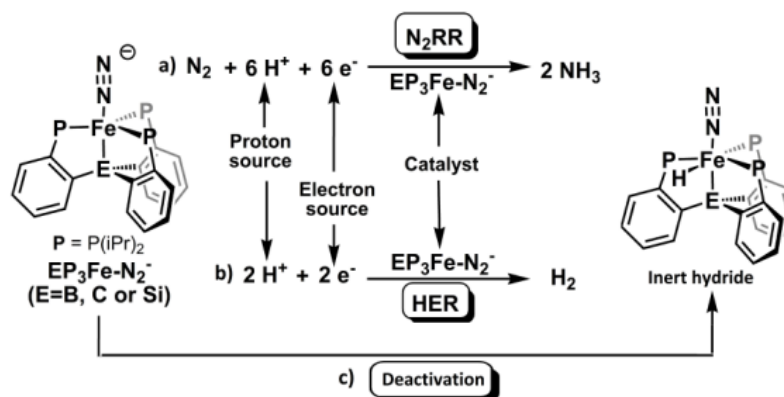 N≡N ⊖
P Fe P P
E
P = P(iPr)₂
EP₃Fe-N₂⁻
(E=B, C or Si)
N₂RR
a) N₂ + 6 H⁺ + 6 e⁻ 2 NH₃
EP₃Fe-N₂⁻
Proton
source
Electron
source
Catalyst
EP₃Fe-N₂⁻
b) 2 H⁺ + 2 e⁻ H₂
HER
N≡N
P Fe P P
H
E
Inert hydride
c) Deactivation